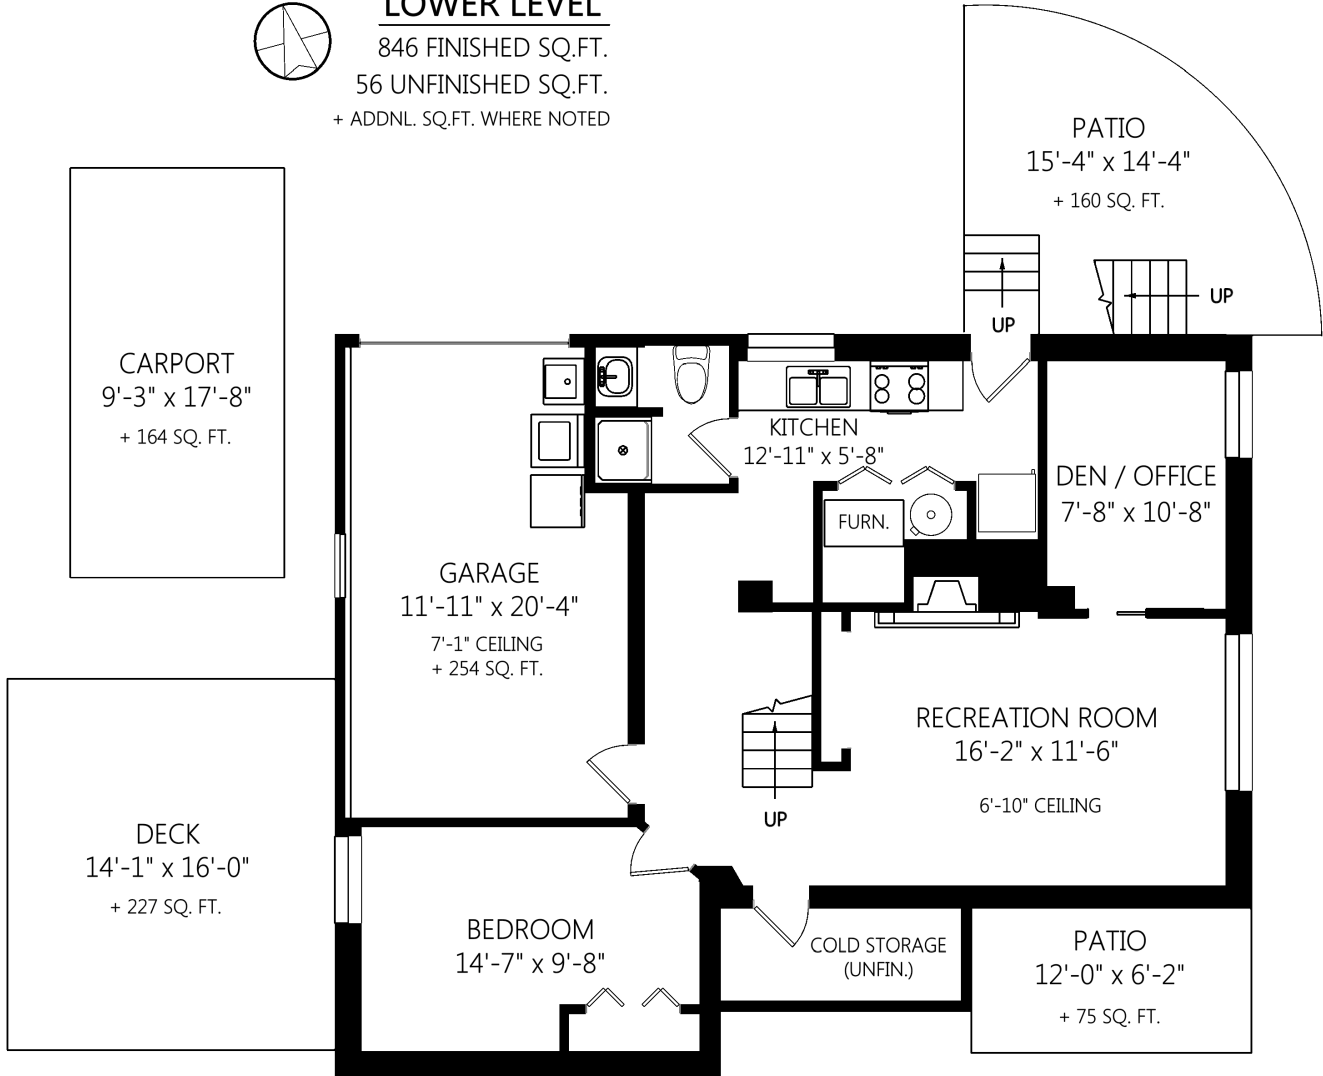 LOWER LEVEL
846 FINISHED SQ.FT.
56 UNFINISHED SQ.FT.
+ ADDNL. SQ.FT. WHERE NOTED
PATIO
15'-4" x 14'-4"
+ 160 SQ. FT.
UP
UP
CARPORT
9'-3" x 17'-8"
+ 164 SQ. FT.
KITCHEN
12'-11" x 5'-8"
DEN / OFFICE
7'-8" x 10'-8"
FURN.
GARAGE
11'-11" x 20'-4"
7'-1" CEILING
+ 254 SQ. FT.
RECREATION ROOM
16'-2" x 11'-6"
6'-10" CEILING
UP
DECK
14'-1" x 16'-0"
+ 227 SQ. FT.
BEDROOM
14'-7" x 9'-8"
COLD STORAGE
(UNFIN.)
PATIO
12'-0" x 6'-2"
+ 75 SQ. FT.